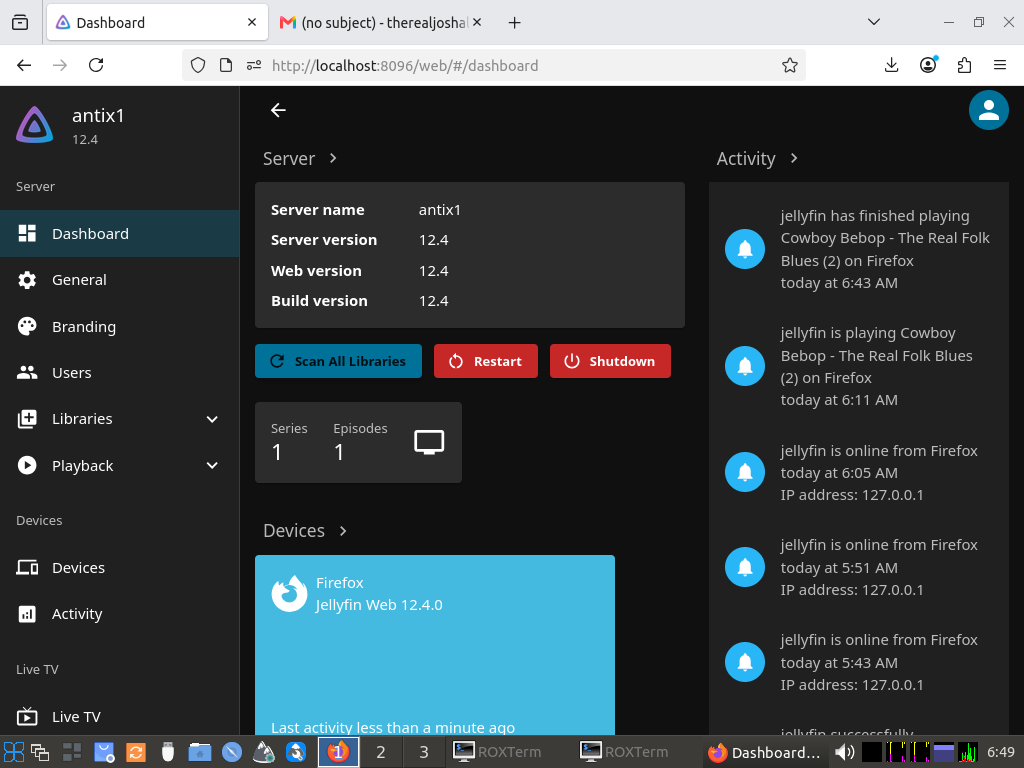 Dashboard
(no subject) - therealjosha
http://localhost:8096/web/#/dashboard
antix1
12.4
Server
Dashboard
General
Branding
Users
Libraries
Playback
Devices
Devices
Activity
Live TV
Live TV
Server
Server name antix1
Server version 12.4
Web version 12.4
Build version 12.4
Scan All Libraries Restart Shutdown
Series Episodes
1 1
Devices
Firefox
Jellyfin Web 12.4.0
Last activity less than a minute ago
Activity
jellyfin has finished playing
Cowboy Bebop - The Real Folk
Blues (2) on Firefox
today at 6:43 AM
jellyfin is playing Cowboy
Bebop - The Real Folk Blues
(2) on Firefox
today at 6:11 AM
jellyfin is online from Firefox
today at 6:05 AM
IP address: 127.0.0.1
jellyfin is online from Firefox
today at 5:51 AM
IP address: 127.0.0.1
jellyfin is online from Firefox
today at 5:43 AM
IP address: 127.0.0.1
jellyfin successfully
1 2 3 ROXTerm ROXTerm Dashboard... 6:49